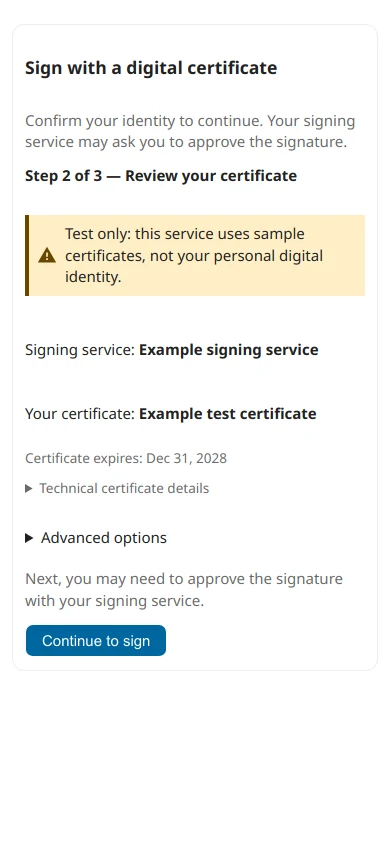 Sign with a digital certificate
Confirm your identity to continue. Your signing
service may ask you to approve the signature.
Step 2 of 3 — Review your certificate
Test only: this service uses sample
certificates, not your personal digital
identity.
Signing service: Example signing service
Your certificate: Example test certificate
Certificate expires: Dec 31, 2028
Technical certificate details
Advanced options
Next, you may need to approve the signature
with your signing service.
Continue to sign